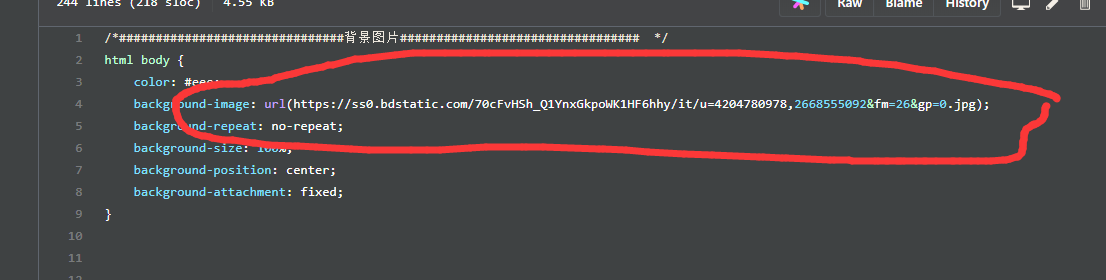 244 lines (218 sloc) 4.55 KB
Raw Blame History
1 /*###############################背景图片################################# */
2 html body {
3 color: #eee;
4 background-image: url(https://ss0.bdstatic.com/70cFvHSh_Q1YnxGkpoWK1HF6hhy/it/u=4204780978,2668555092&fm=26&gp=0.jpg);
5 background-repeat: no-repeat;
6 background-size: 100%;
7 background-position: center;
8 background-attachment: fixed;
9 }
10
11